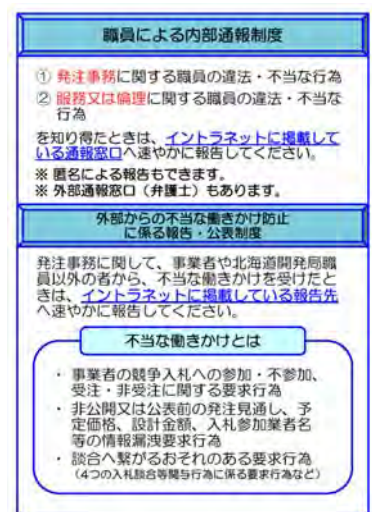 職員による内部通報制度
① 発注事務に関する職員の違法・不当な行為
② 服務又は倫理に関する職員の違法・不当な
行為
を知り得たときは、イントラネットに掲載して
いる通報窓口へ速やかに報告してください。
※ 匿名による報告もできます。
※ 外部通報窓口（弁護士）もあります。
外部からの不当な働きかけ防止
に係る報告・公表制度
発注事務に関して、事業者や北海道開発局職
員以外の者から、不当な働きかけを受けたと
きは、イントラネットに掲載している報告先
へ速やかに報告してください。
不当な働きかけとは
・ 事業者の競争入札への参加・不参加、
受注・非受注に関する要求行為
・ 非公開又は公表前の発注見通し、予
定価格、設計金額、入札参加業者名
等の情報漏洩要求行為
・ 談合へ繋がるおそれのある要求行為
（4つの入札談合等関与行為に係る要求行為など）